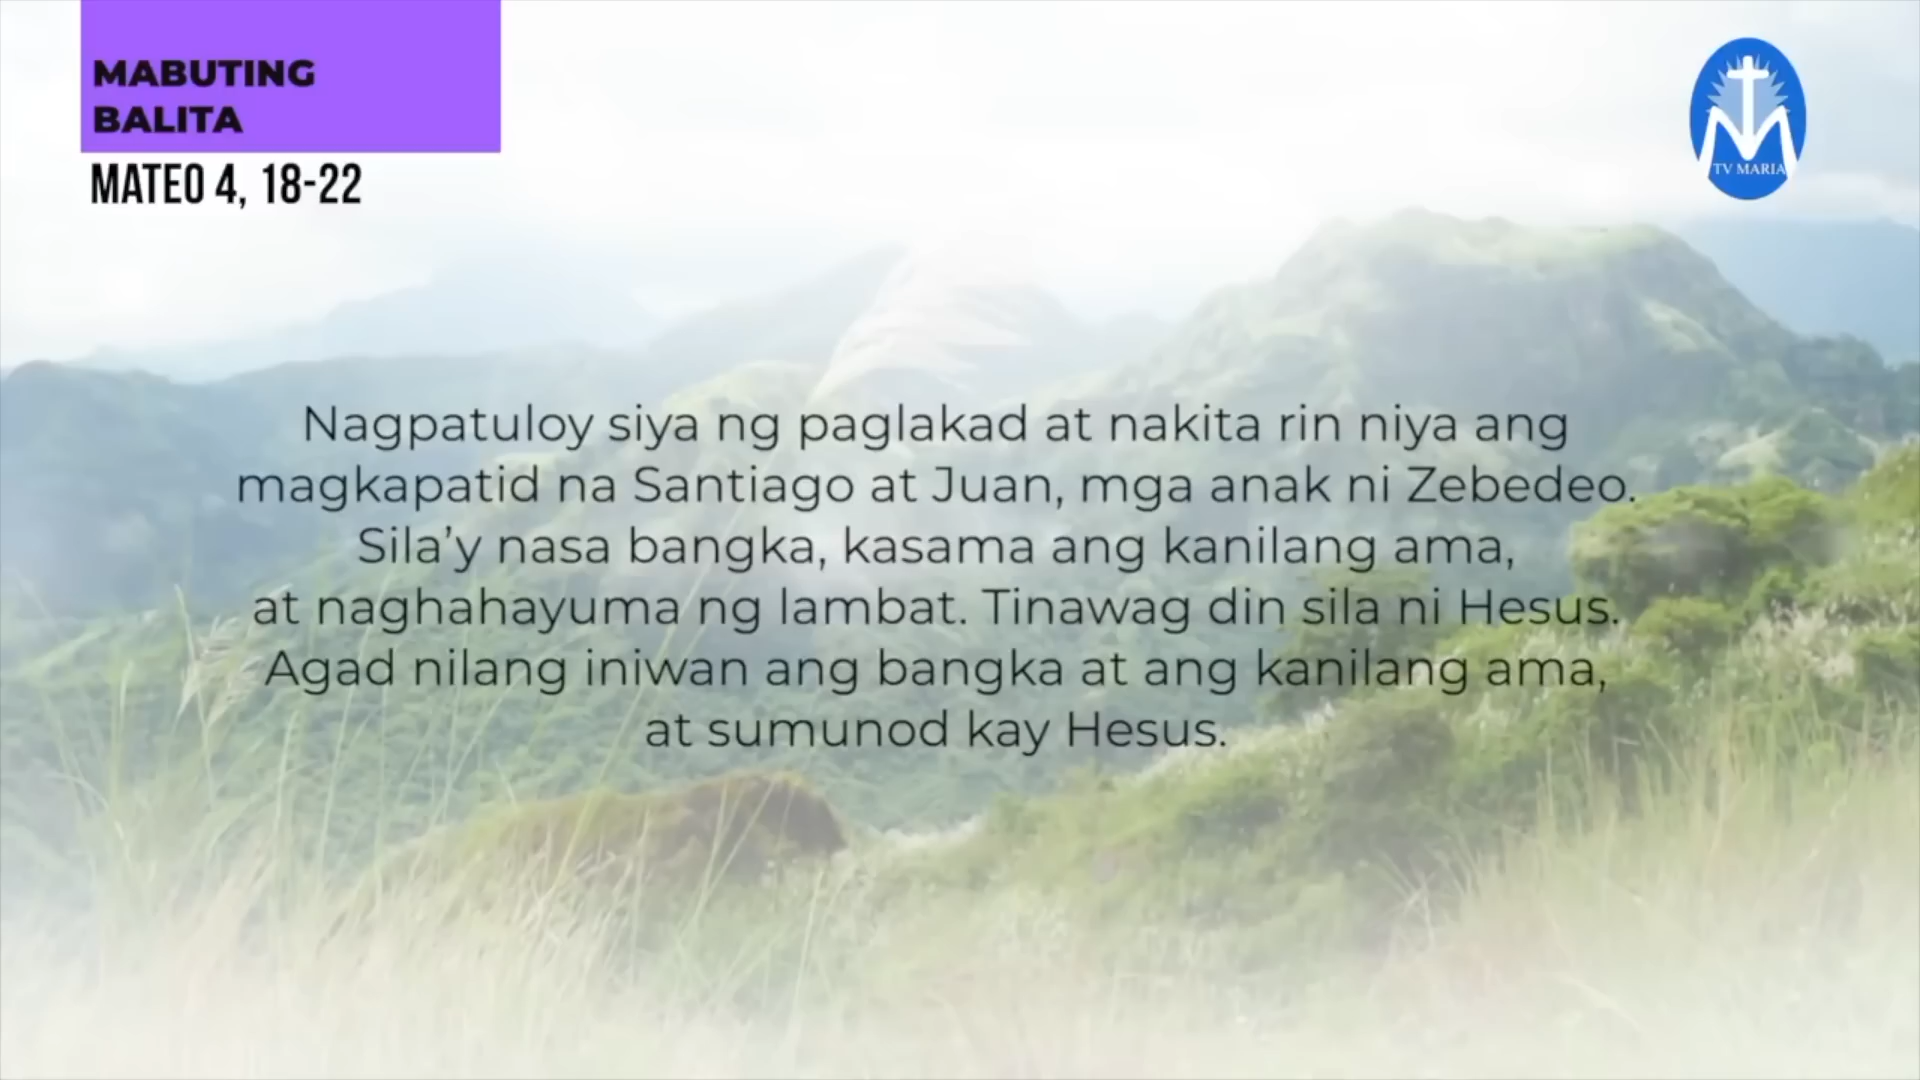 MABUTING
BALITA
MATEO 4, 18-22
TV MARIA
Nagpatuloy siya ng paglakad at nakita rin niya ang
magkapatid na Santiago at Juan, mga anak ni Zebedeo.
Sila’y nasa bangka, kasama ang kanilang ama,
at naghahayuma ng lambat. Tinawag din sila ni Hesus.
Agad nilang iniwan ang bangka at ang kanilang ama,
at sumunod kay Hesus.